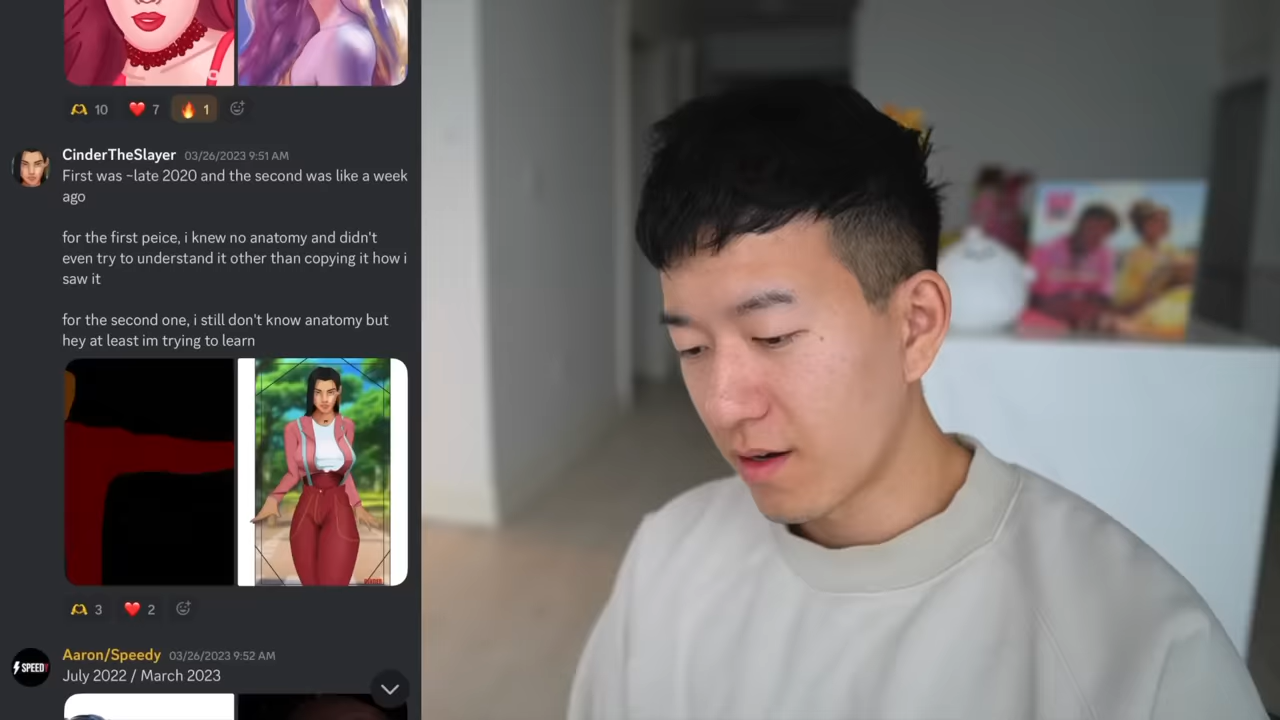 10 7 1
CinderTheSlayer 03/26/2023 9:51 AM
First was ~late 2020 and the second was like a week
ago
for the first peice, i knew no anatomy and didn't
even try to understand it other than copying it how i
saw it
for the second one, i still don't know anatomy but
hey at least im trying to learn
3 2
Aaron/Speedy 03/26/2023 9:52 AM
SPEEDY
July 2022 / March 2023